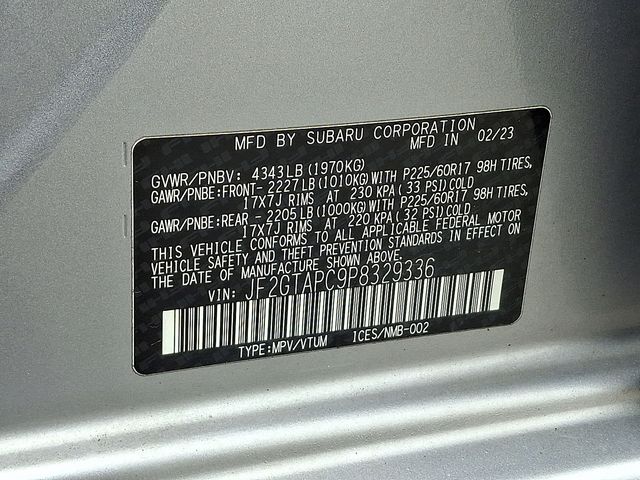 MFD BY SUBARU CORPORATION
MFD IN 02/23
GVWR/PNBV: 4343LB(1970KG)
GAWR/PNBE:FRONT- 2227LB(1010KG)WITH P225/60R17 98H TIRES,
17X7J RIMS AT 230 KPA(33 PSI)COLD
GAWR/PNBE:REAR - 2205LB(1000KG)WITH P225/60R17 98H TIRES,
17X7J RIMS AT 220 KPA(32 PSI)COLD
THIS VEHICLE CONFORMS TO ALL APPLICABLE FEDERAL MOTOR
VEHICLE SAFETY AND THEFT PREVENTION STANDARDS IN EFFECT ON
THE DATE OF MANUFACTURE SHOWN ABOVE.
VIN: JF2GTAPC9P8329336
TYPE:MPV/VTUM ICES/NMB-002